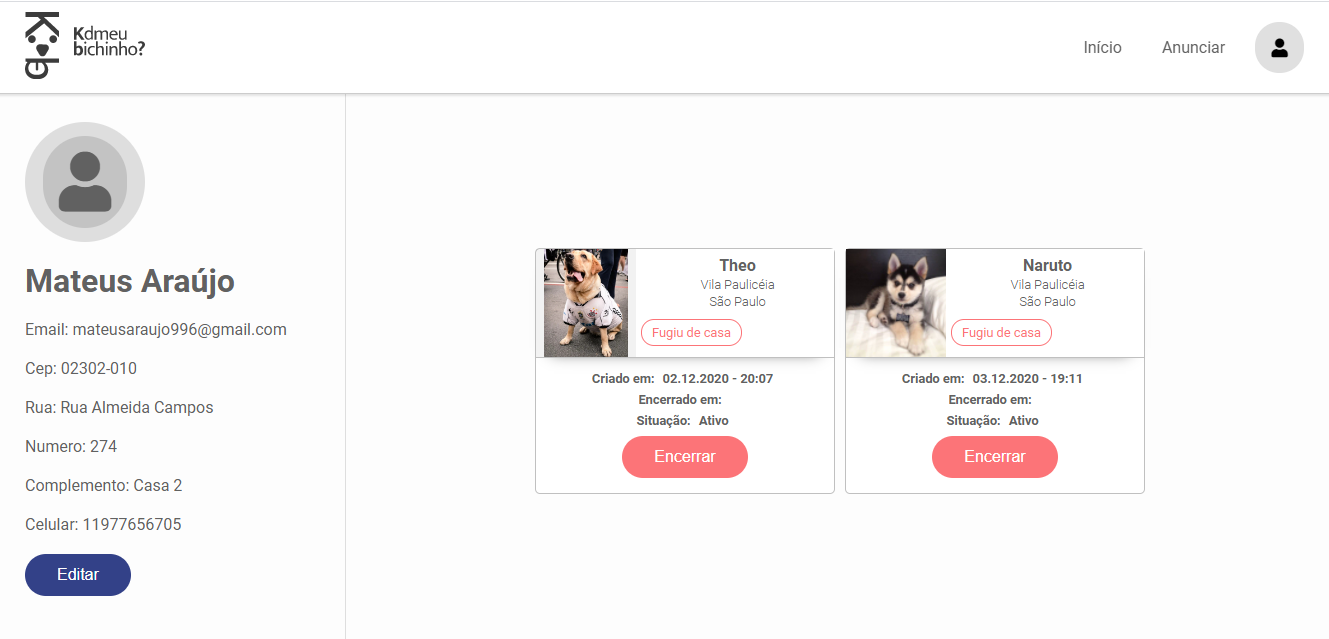 Kdmeu
bichinho?
Início
Anunciar
Mateus Araújo
Email: mateusaraujo996@gmail.com
Cep: 02302-010
Rua: Rua Almeida Campos
Numero: 274
Complemento: Casa 2
Celular: 11977656705
Editar
Theo
Vila Paulicéia
São Paulo
Fugiu de casa
Criado em: 02.12.2020 - 20:07
Encerrado em:
Situação: Ativo
Encerrar
Naruto
Vila Paulicéia
São Paulo
Fugiu de casa
Criado em: 03.12.2020 - 19:11
Encerrado em:
Situação: Ativo
Encerrar